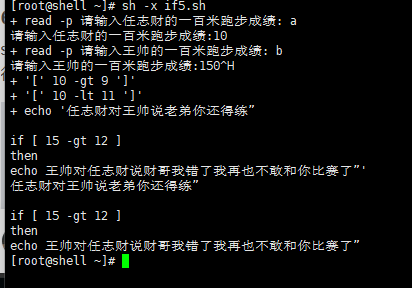 [root@shell ~]# sh -x if5.sh
+ read -p 请输入任志财的一百米跑步成绩: a
请输入任志财的一百米跑步成绩:10
+ read -p 请输入王帅的一百米跑步成绩: b
请输入王帅的一百米跑步成绩:150^H
+ '[' 10 -gt 9 ']'
+ '[' 10 -lt 11 ']'
+ echo '任志财对王帅说老弟你还得练”

if [ 15 -gt 12 ]
then
echo 王帅对任志财说财哥我错了我再也不敢和你比赛了”'
任志财对王帅说老弟你还得练”

if [ 15 -gt 12 ]
then
echo 王帅对任志财说财哥我错了我再也不敢和你比赛了”
[root@shell ~]#